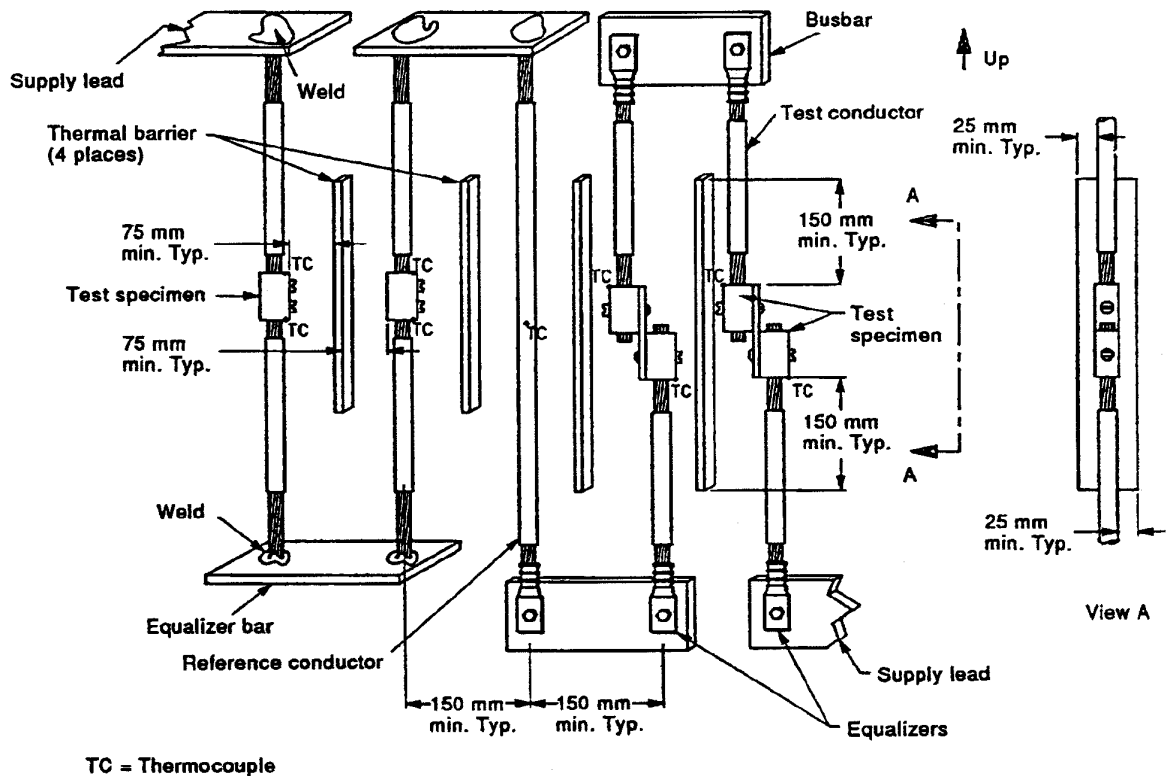 Busbar
Up
Supply lead
Weld
Test conductor
25 mm
min. Typ.
Thermal barrier
(4 places)
A
150 mm
min. Typ.
75 mm
min. Typ.
TC
TC
TC
TC
Test specimen
TC
Test
specimen
TC
TC
75 mm
min. Typ.
TC
TC
150 mm
min. Typ.
A
Weld
25 mm
min. Typ.
Equalizer bar
View A
Reference conductor
Supply lead
150 mm
min. Typ.
150 mm
min. Typ.
Equalizers
TC = Thermocouple